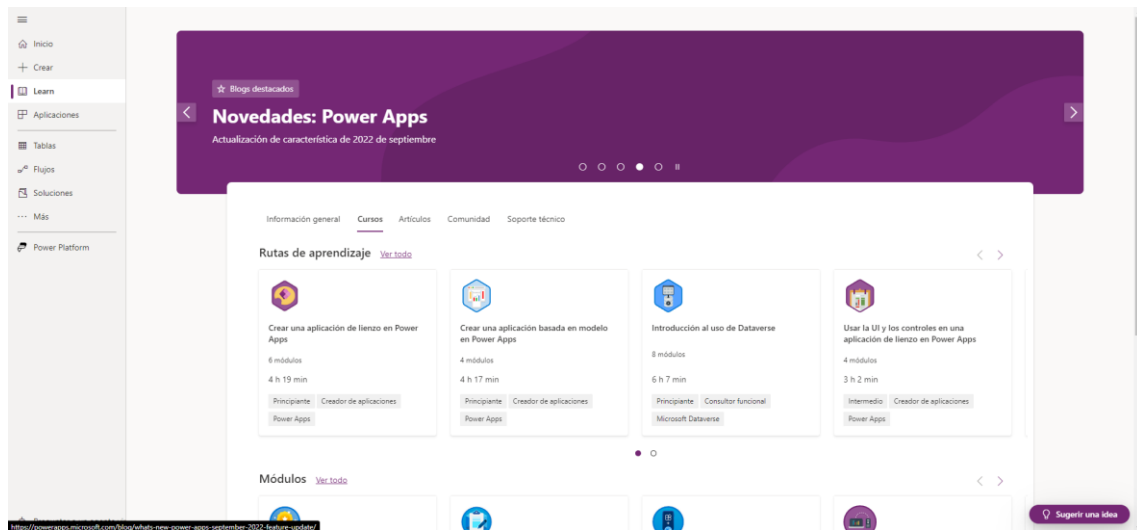 Inicio
Crear
Learn
Aplicaciones
Tablas
Flujos
Soluciones
Más
Power Platform
Blogs destacados
Novedades: Power Apps
Actualización de característica de 2022 de septiembre
Información general Cursos Artículos Comunidad Soporte técnico
Rutas de aprendizaje Ver todo
Crear una aplicación de lienzo en Power
Apps
6 módulos
4 h 19 min
Principiante Creador de aplicaciones
Power Apps
Crear una aplicación basada en modelo
en Power Apps
4 módulos
4 h 17 min
Principiante Creador de aplicaciones
Power Apps
Introducción al uso de Dataverse
8 módulos
6 h 7 min
Principiante Consultor funcional
Microsoft Dataverse
Usar la UI y los controles en una
aplicación de lienzo en Power Apps
4 módulos
3 h 2 min
Intermedio Creador de aplicaciones
Power Apps
Módulos Ver todo
https://powerapps.microsoft.com/blog/whats-new-power-apps-september-2022-feature-update/
Sugerir una idea